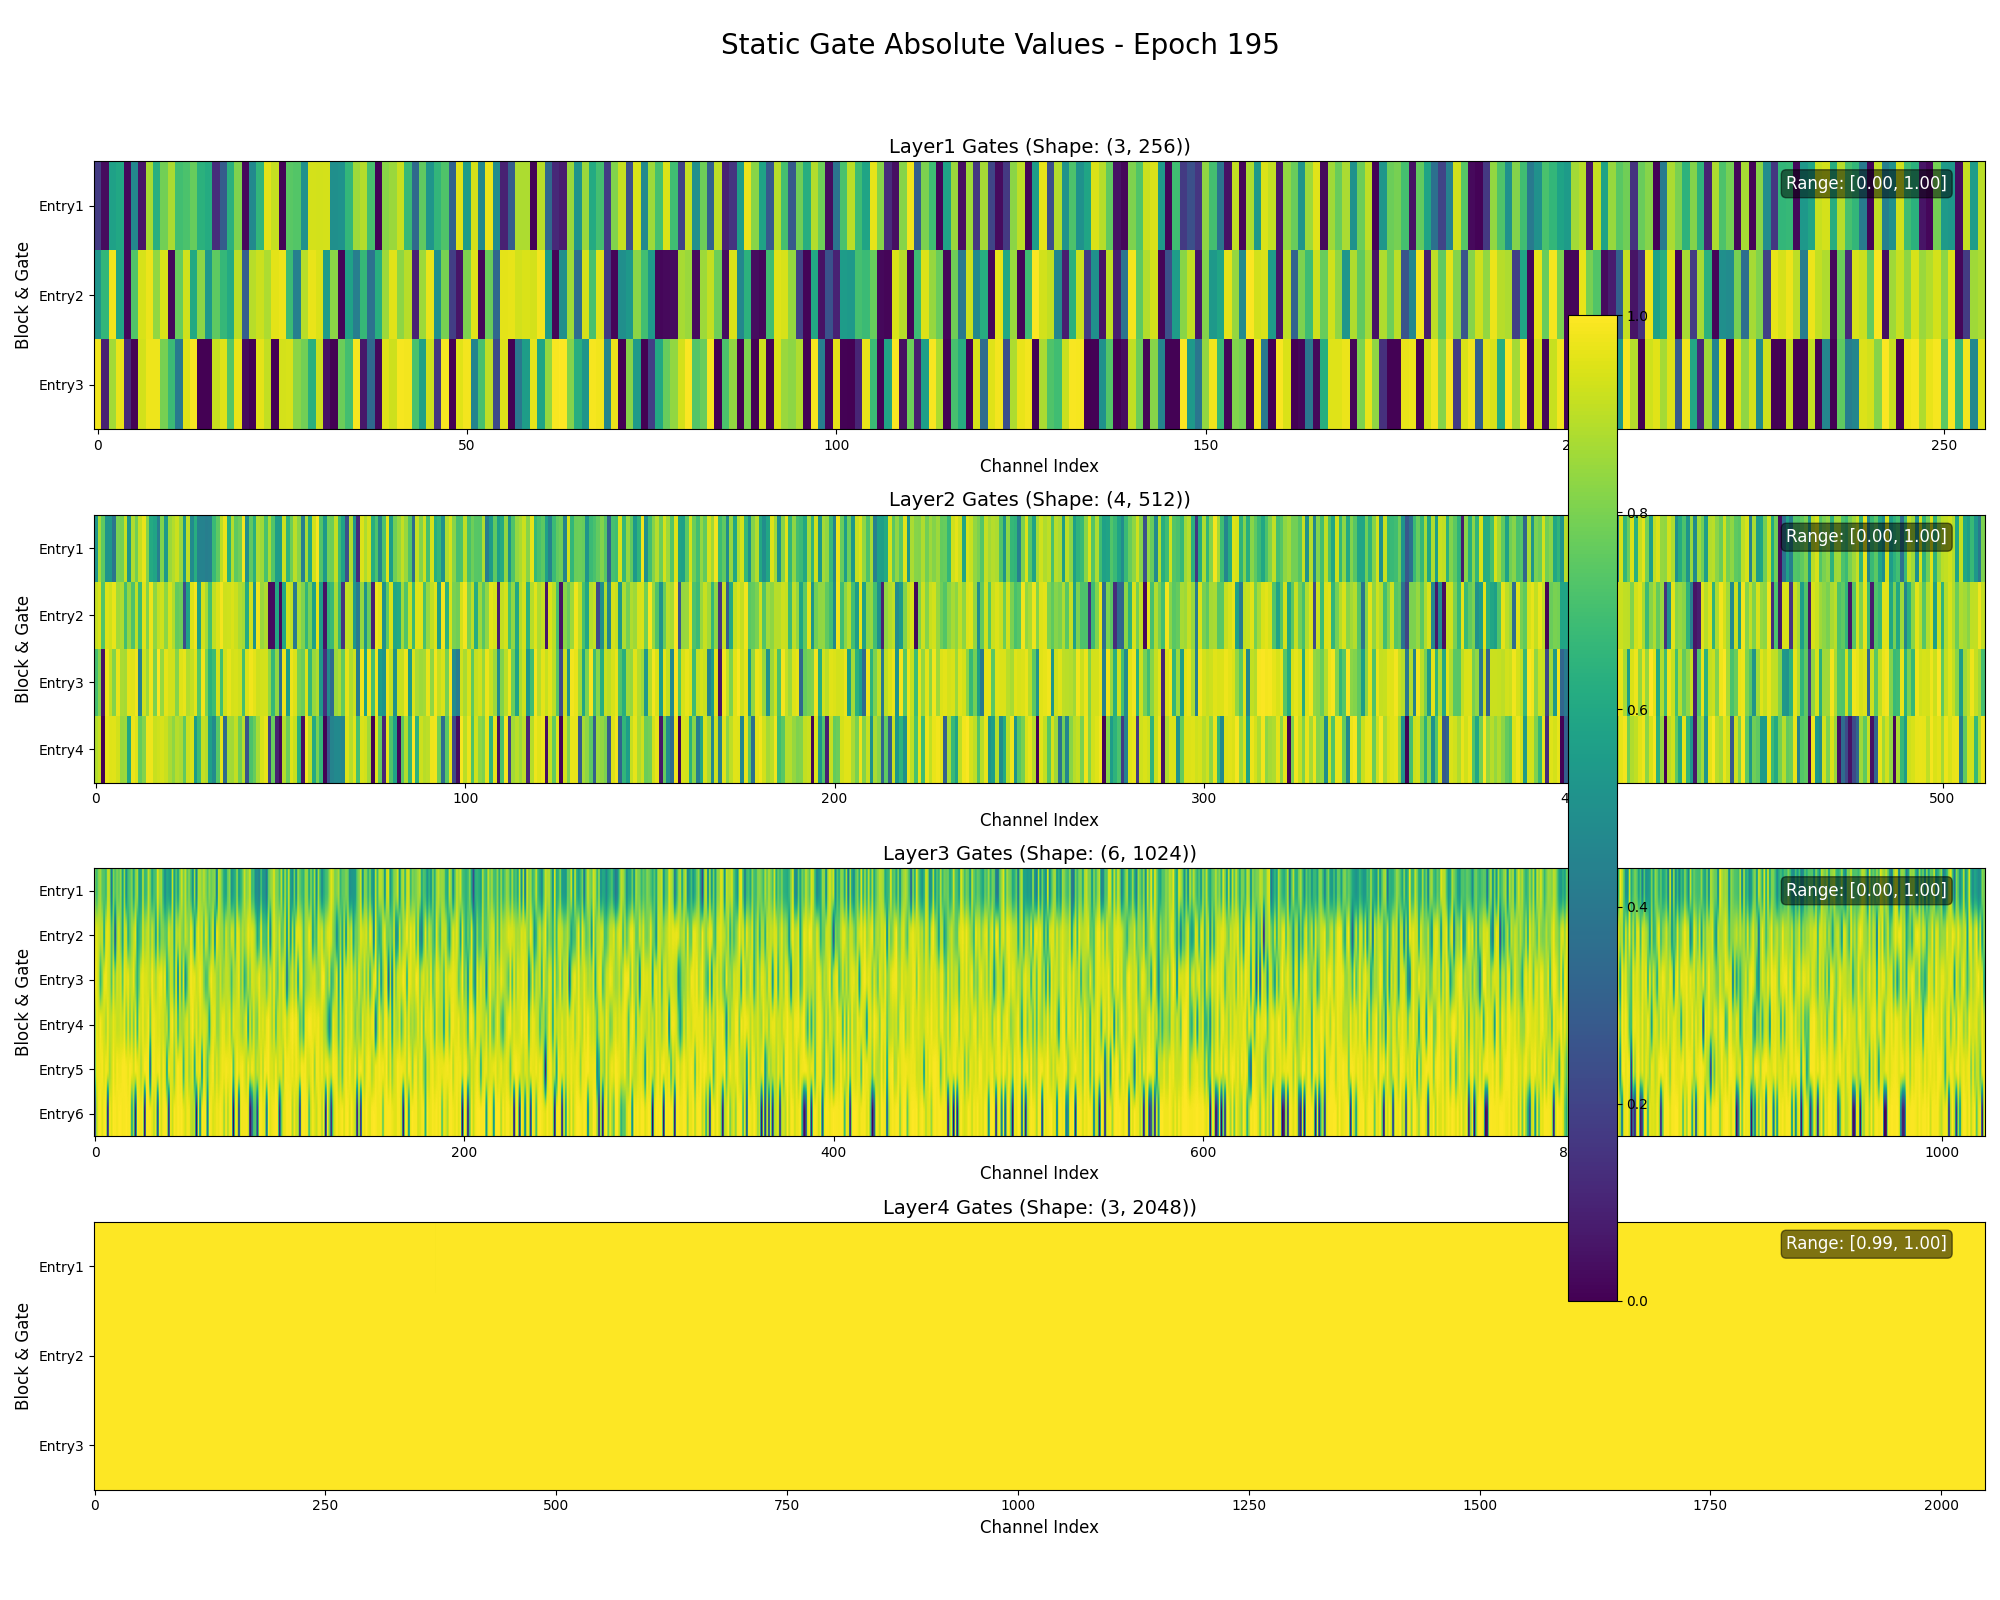 Static Gate Absolute Values - Epoch 195
Layer1 Gates (Shape: (3, 256))
Range: [0.00, 1.00]
Block & Gate
Entry1
Entry2
Entry3
0 50 100 150 250
Channel Index
1.0
0.8
0.6
0.4
0.2
0.0
Layer2 Gates (Shape: (4, 512))
Range: [0.00, 1.00]
Block & Gate
Entry1
Entry2
Entry3
Entry4
0 100 200 300 500
Channel Index
Layer3 Gates (Shape: (6, 1024))
Range: [0.00, 1.00]
Block & Gate
Entry1
Entry2
Entry3
Entry4
Entry5
Entry6
0 200 400 600 1000
Channel Index
Layer4 Gates (Shape: (3, 2048))
Range: [0.99, 1.00]
Block & Gate
Entry1
Entry2
Entry3
0 250 500 750 1000 1250 1500 1750 2000
Channel Index